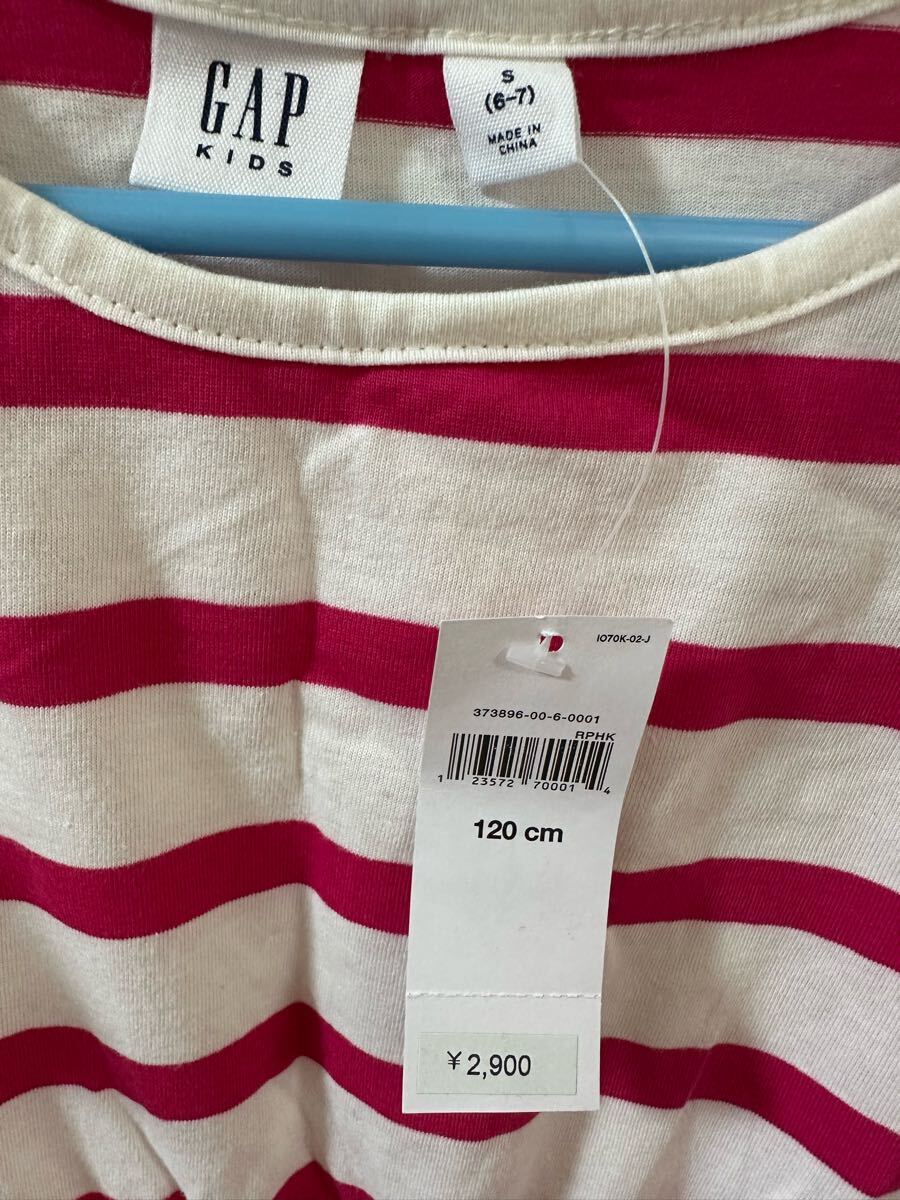 GAP
KIDS
S
(6-7)
MADE IN
CHINA
IO70K-02-J
373896-00-6-0001
RPHK
1 23572 70001 4
120 cm
¥2,900